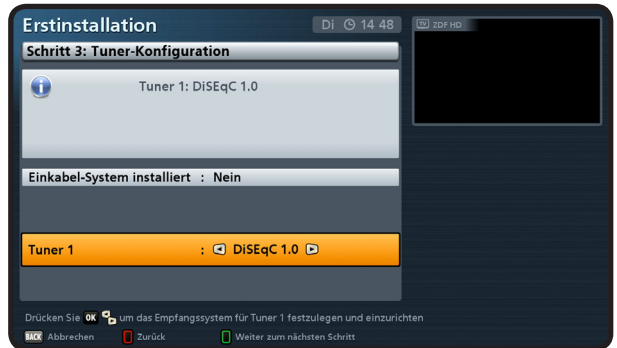 Erstinstallation
Di 14 48
TV ZDF HD
Schritt 3: Tuner-Konfiguration
Tuner 1: DiSEqC 1.0
Einkabel-System installiert : Nein
Tuner 1 : DiSEqC 1.0
Drücken Sie OK um das Empfangssystem für Tuner 1 festzulegen und einzurichten
BACK Abbrechen Zurück Weiter zum nächsten Schritt